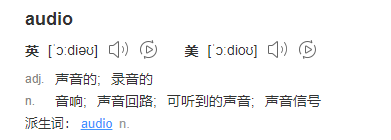 audio
英 [ˈɔːdiəʊ] 美 [ˈɔːdioʊ]
adj. 声音的；录音的
n. 音响；声音回路；可听到的声音；声音信号
派生词： audio n.